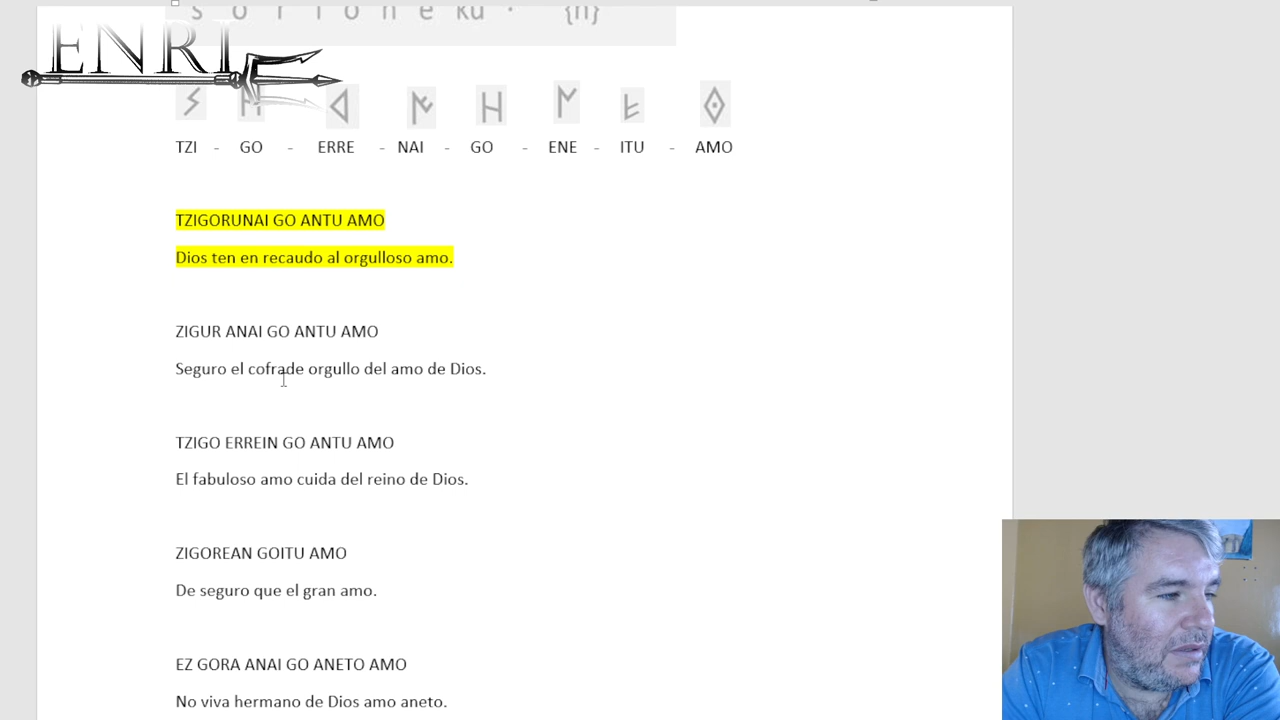 s o r i o n e ku · {n}
ENRI
TZI - GO - ERRE - NAI - GO - ENE - ITU - AMO
TZIGORUNAI GO ANTU AMO
Dios ten en recaudo al orgulloso amo.
ZIGUR ANAI GO ANTU AMO
Seguro el cofrade orgullo del amo de Dios.
TZIGO ERREIN GO ANTU AMO
El fabuloso amo cuida del reino de Dios.
ZIGOREAN GOITU AMO
De seguro que el gran amo.
EZ GORA ANAI GO ANETO AMO
No viva hermano de Dios amo aneto.